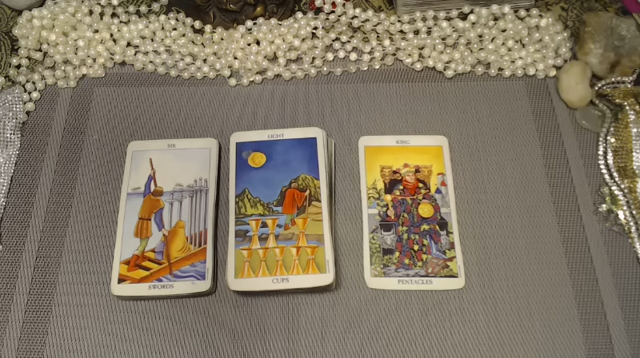 SIX
SWORDS
EIGHT
CUPS
KING
PENTACLES